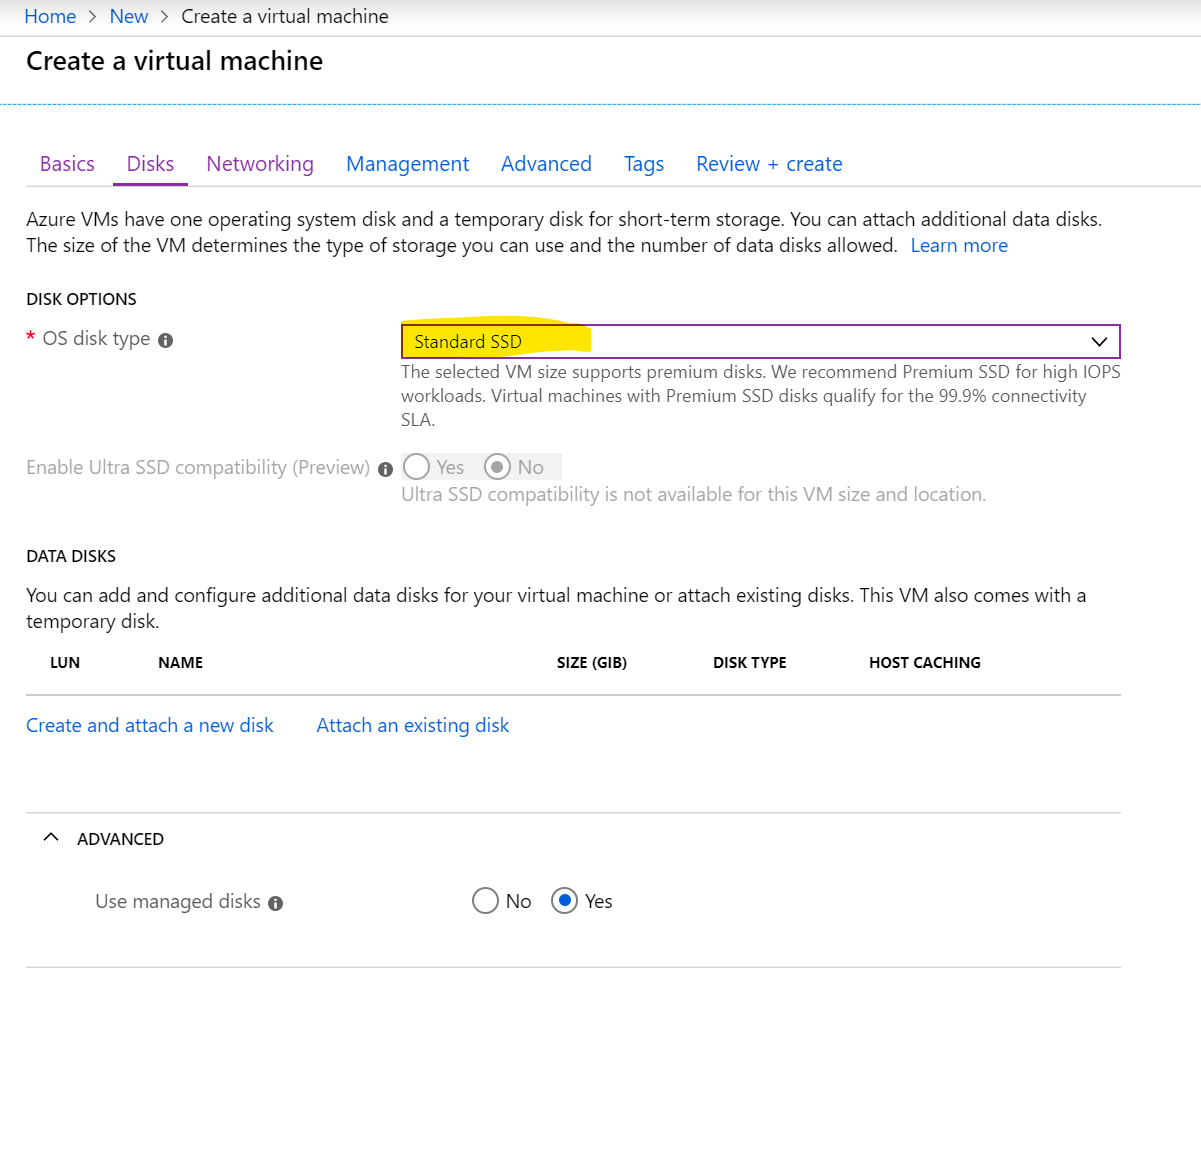 Home > New > Create a virtual machine
Create a virtual machine
Basics Disks Networking Management Advanced Tags Review + create
Azure VMs have one operating system disk and a temporary disk for short-term storage. You can attach additional data disks.
The size of the VM determines the type of storage you can use and the number of data disks allowed. Learn more
DISK OPTIONS
* OS disk type
Standard SSD
The selected VM size supports premium disks. We recommend Premium SSD for high IOPS
workloads. Virtual machines with Premium SSD disks qualify for the 99.9% connectivity
SLA.
Enable Ultra SSD compatibility (Preview) Yes No
Ultra SSD compatibility is not available for this VM size and location.
DATA DISKS
You can add and configure additional data disks for your virtual machine or attach existing disks. This VM also comes with a
temporary disk.
LUN NAME SIZE (GIB) DISK TYPE HOST CACHING
Create and attach a new disk Attach an existing disk
ADVANCED
Use managed disks No Yes